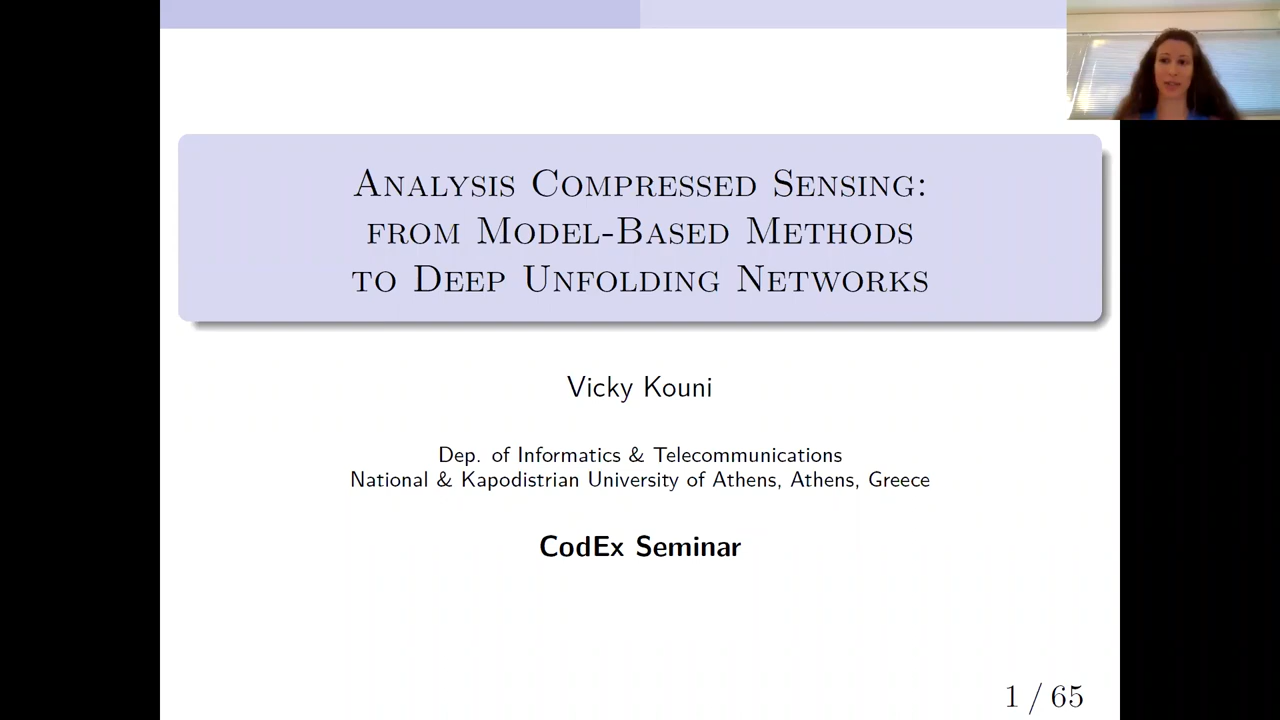 Analysis Compressed Sensing:
from Model-Based Methods
to Deep Unfolding Networks
Vicky Kouni
Dep. of Informatics & Telecommunications
National & Kapodistrian University of Athens, Athens, Greece
CodEx Seminar
1 / 65